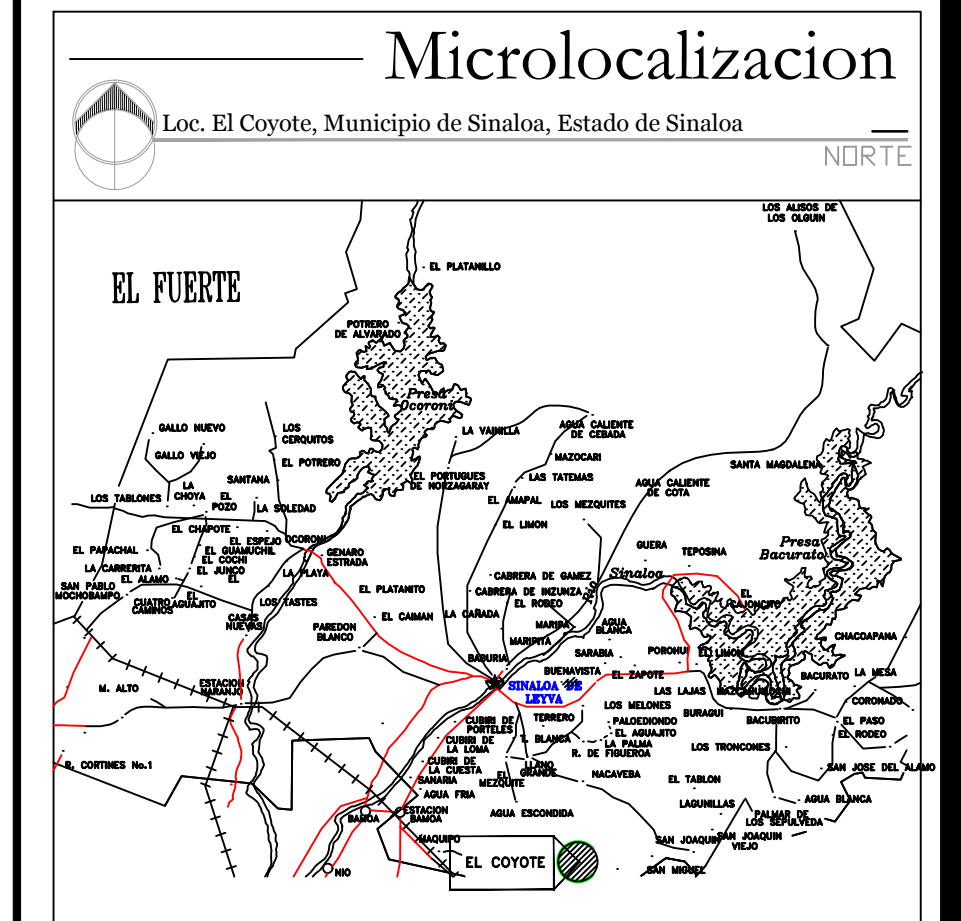 Microlocalizacion
Loc. El Coyote, Municipio de Sinaloa, Estado de Sinaloa
NORTE
LOS ALISOS DE
LOS OLGUIN
EL PLATANILLO
EL FUERTE
POTRERO
DE ALVARADO
Presa
Ocoroni
GALLO NUEVO
LOS
CERQUITOS
LA VAINILLA
AGUA CALIENTE
DE CEBADA
GALLO VIEJO
EL POTRERO
MAZOCARI
SANTA MAGDALENA
SANTANA
EL PORTUGUES
DE NORZAGARAY
LAS TATEMAS
AGUA CALIENTE
DE COTA
LA
CHOYA
LOS TABLONES
EL
POZO
LA SOLEDAD
EL AMAPAL
LOS MEZQUITES
EL CHAPOTE
EL LIMON
EL ESPEJO
OCORONI
Presa
Bacurato
EL PAPACHAL
EL GUAMUCHIL
EL COCHI
GENARO
ESTRADA
GUERA
TEPOSINA
LA CARRERITA
EL JUNCO
EL ALAMO
EL
LA PLAYA
CABRERA DE GAMEZ
Sinaloa
SAN PABLO
MOCHOBAMPO
EL PLATANITO
CABRERA DE INZUNZA
RIO
EL
CAJONCITO
CUATRO
CAMINOS
EL
AGUAJITO
LOS TASTES
EL RODEO
EL CAIMAN
LA CAÑADA
CASAS
NUEVAS
PAREDON
BLANCO
MARIPA
AGUA
BLANCA
CHACOAPANA
MARIPITA
SARABIA
POROHUI
EL LIMON
BABURIA
BUENAVISTA
EL ZAPOTE
BACURATO
LA MESA
M. ALTO
ESTACION
NARANJO
SINALOA DE
LEYVA
LAS LAJAS
CORONADO
LOS MELONES
BURAGUI
BACUBIRITO
CUBIRI DE
PORTELES
TERRERO
PALOEDIONDO
EL PASO
EL AGUAJITO
EL RODEO
CUBIRI DE
LA LOMA
T. BLANCA
LA PALMA
R. DE FIGUEROA
LOS TRONCONES
R. CORTINES No.1
CUBIRI DE
LA CUESTA
LLANO
GRANDE
SAN JOSE DEL ALAMO
SANARIA
EL
MEZQUITE
NACAVEBA
EL TABLON
AGUA FRIA
LAGUNILLAS
AGUA BLANCA
BAMOA
ESTACION
BAMOA
AGUA ESCONDIDA
PALMAR DE
LOS SEPULVEDA
MAQUIPO
SAN JOAQUIN
SAN JOAQUIN
VIEJO
EL COYOTE
NIO
SAN MIGUEL